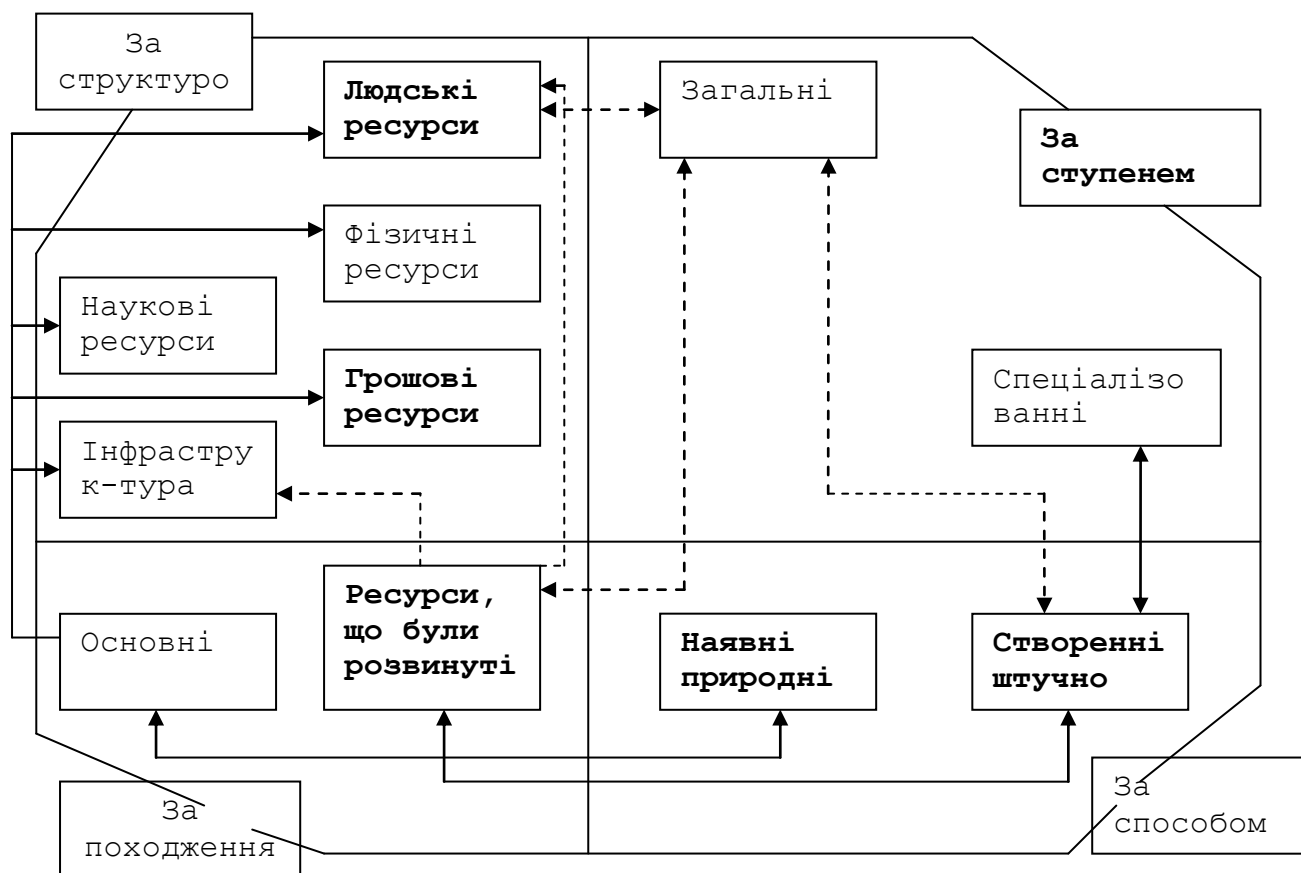 За
структуро
Людські
ресурси
Загальні
За
ступенем
Фізичні
ресурси
Наукові
ресурси
Грошові
ресурси
Спеціалізо
ванні
Інфрастру
к-тура
Основні
Ресурси,
що були
розвинуті
Наявні
природні
Створенні
штучно
За
походження
За
способом